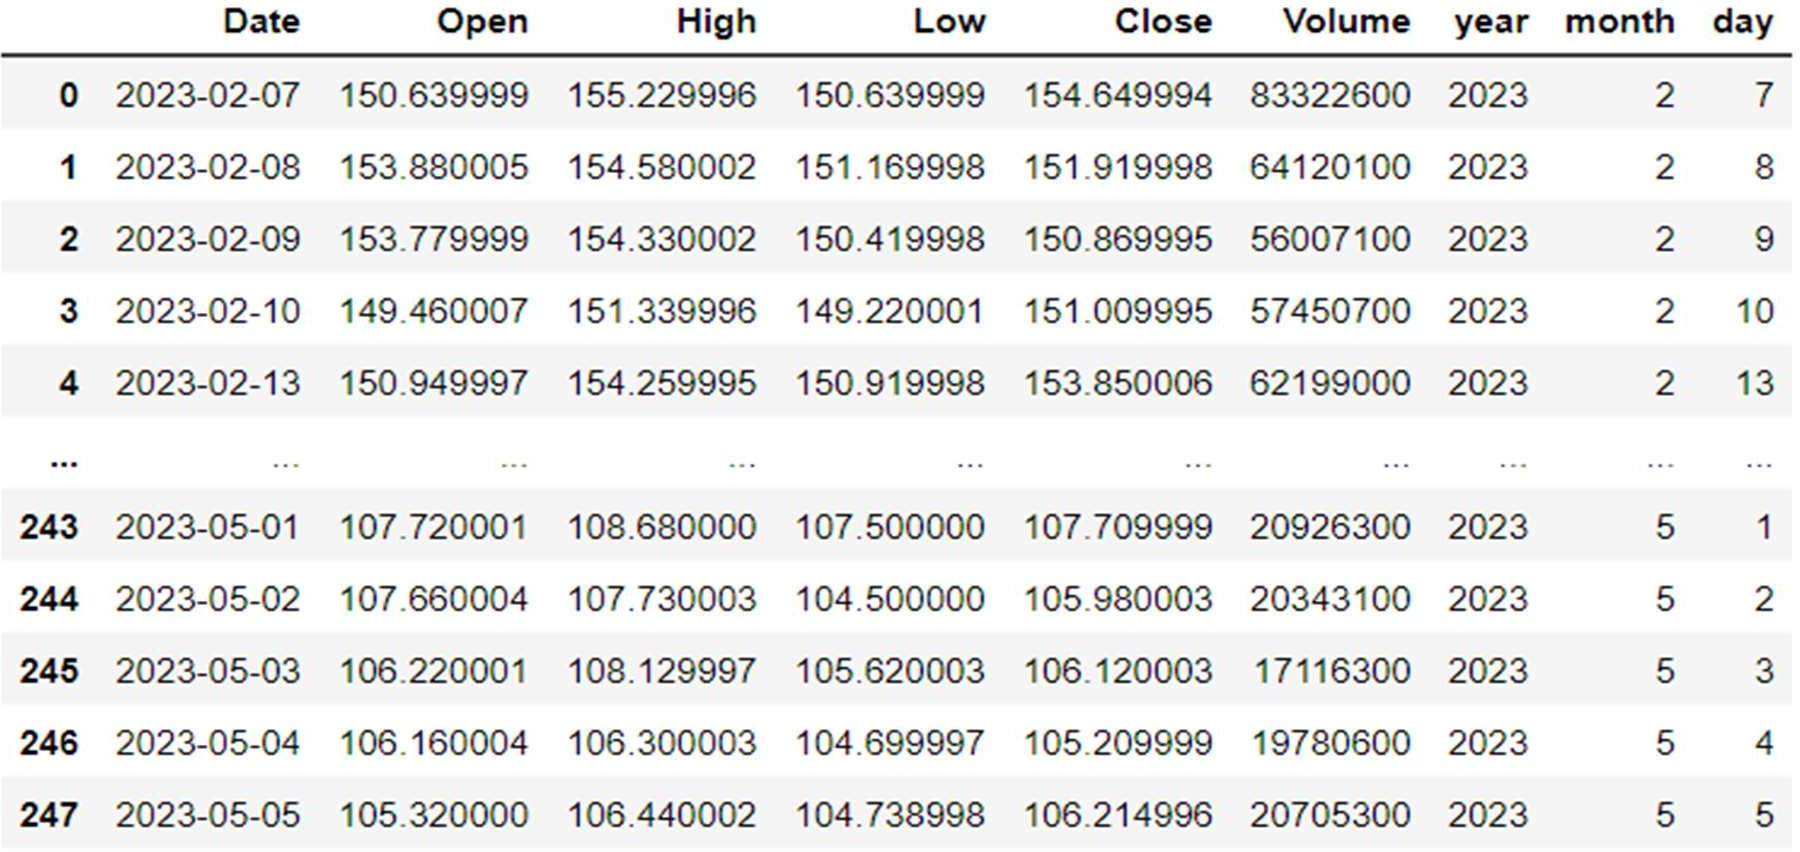 Date Open High Low Close Volume year month day
0 2023-02-07 150.639999 155.229996 150.639999 154.649994 83322600 2023 2 7
1 2023-02-08 153.880005 154.580002 151.169998 151.919998 64120100 2023 2 8
2 2023-02-09 153.779999 154.330002 150.419998 150.869995 56007100 2023 2 9
3 2023-02-10 149.460007 151.339996 149.220001 151.009995 57450700 2023 2 10
4 2023-02-13 150.949997 154.259995 150.919998 153.850006 62199000 2023 2 13
... ... ... ... ... ... ... ... ... ...
243 2023-05-01 107.720001 108.680000 107.500000 107.709999 20926300 2023 5 1
244 2023-05-02 107.660004 107.730003 104.500000 105.980003 20343100 2023 5 2
245 2023-05-03 106.220001 108.129997 105.620003 106.120003 17116300 2023 5 3
246 2023-05-04 106.160004 106.300003 104.699997 105.209999 19780600 2023 5 4
247 2023-05-05 105.320000 106.440002 104.738998 106.214996 20705300 2023 5 5